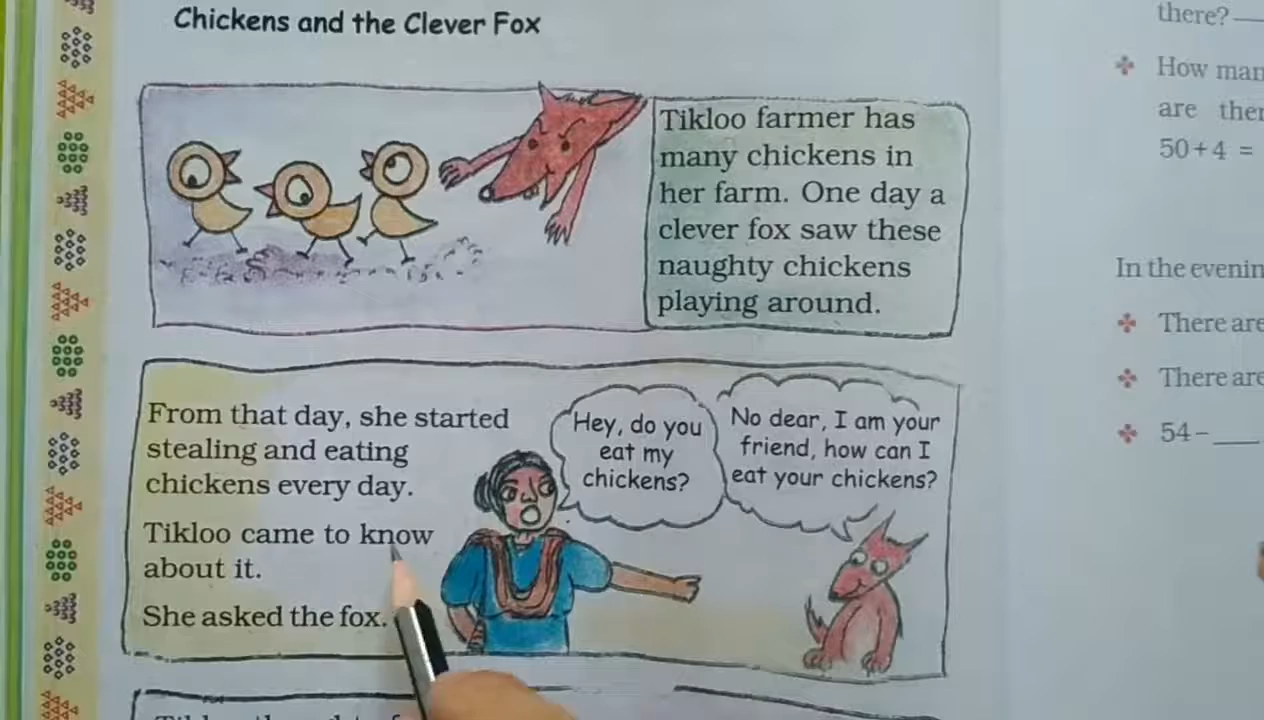 Chickens and the Clever Fox
Tikloo farmer has
many chickens in
her farm. One day a
clever fox saw these
naughty chickens
playing around.
From that day, she started
stealing and eating
chickens every day.
Tikloo came to know
about it.
She asked the fox.
Hey, do you
eat my
chickens?
No dear, I am your
friend, how can I
eat your chickens?
there?
How
are
50+4 =
In the
There are
There are
54 –